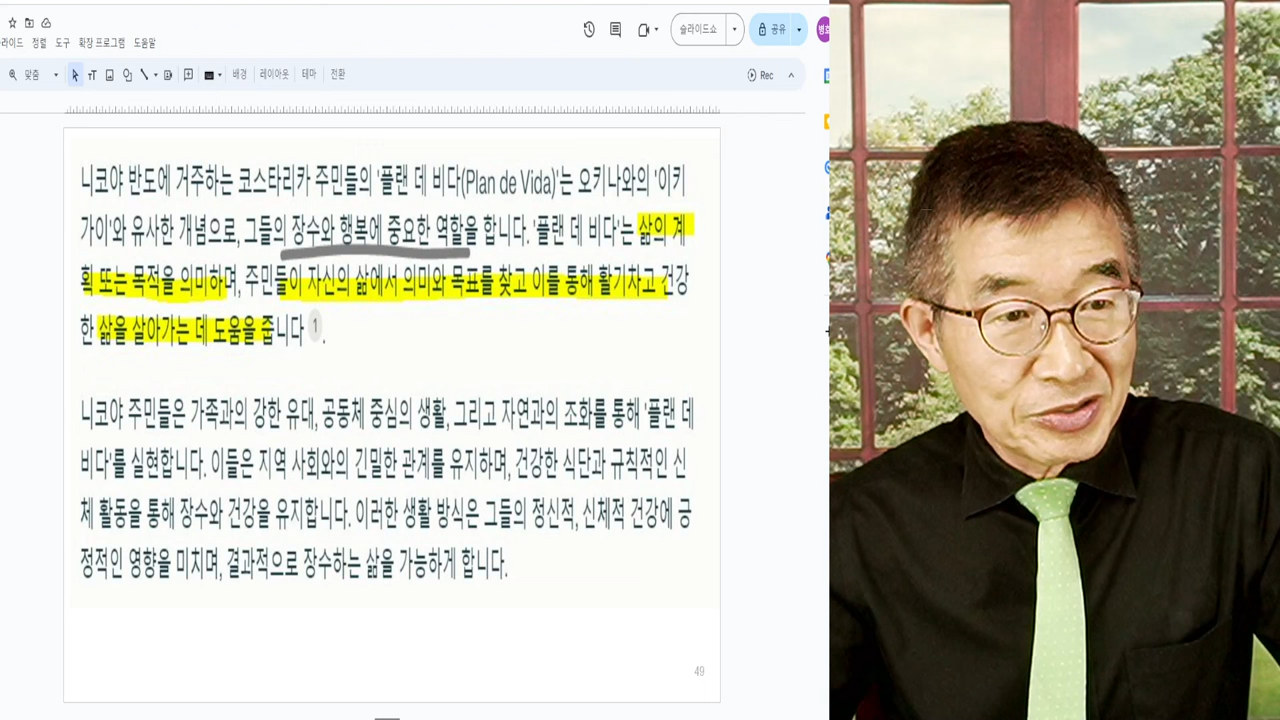 라이드 정렬 도구 확장 프로그램 도움말
슬라이드쇼
공유
맞춤
배경 레이아웃 테마 전환
Rec
니코야 반도에 거주하는 코스타리카 주민들의 '플랜 데 비다(Plan de Vida)'는 오키나와의 '이키
가이'와 유사한 개념으로, 그들의 장수와 행복에 중요한 역할을 합니다. '플랜 데 비다'는 삶의 계
획 또는 목적을 의미하며, 주민들이 자신의 삶에서 의미와 목표를 찾고 이를 통해 활기차고 건강
한 삶을 살아가는 데 도움을 줍니다 1.
니코야 주민들은 가족과의 강한 유대, 공동체 중심의 생활, 그리고 자연과의 조화를 통해 '플랜 데
비다'를 실현합니다. 이들은 지역 사회와의 긴밀한 관계를 유지하며, 건강한 식단과 규칙적인 신
체 활동을 통해 장수와 건강을 유지합니다. 이러한 생활 방식은 그들의 정신적, 신체적 건강에 긍
정적인 영향을 미치며, 결과적으로 장수하는 삶을 가능하게 합니다.
49